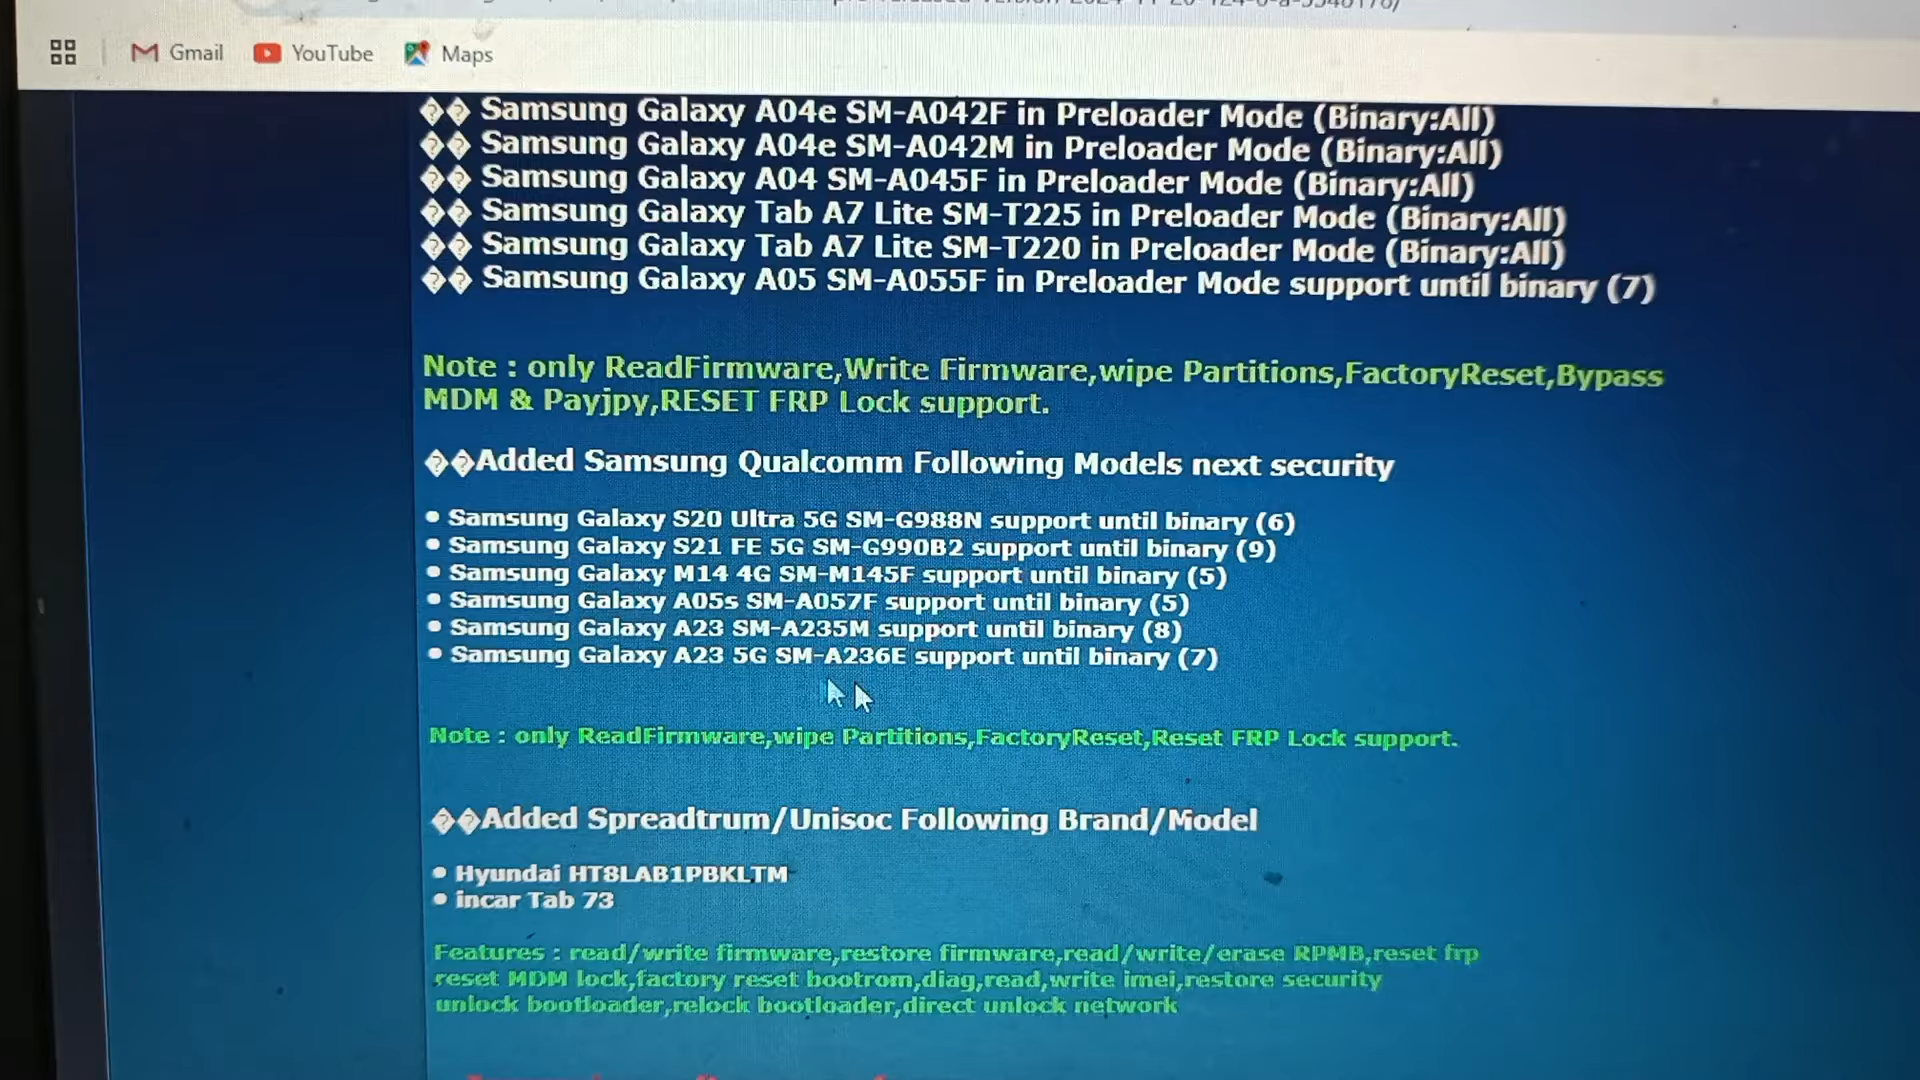 Gmail YouTube Maps
Samsung Galaxy A04e SM-A042F in Preloader Mode (Binary:All)
Samsung Galaxy A04e SM-A042M in Preloader Mode (Binary:All)
Samsung Galaxy A04 SM-A045F in Preloader Mode (Binary:All)
Samsung Galaxy Tab A7 Lite SM-T225 in Preloader Mode (Binary:All)
Samsung Galaxy Tab A7 Lite SM-T220 in Preloader Mode (Binary:All)
Samsung Galaxy A05 SM-A055F in Preloader Mode support until binary (7)
Note : only ReadFirmware,Write Firmware,wipe Partitions,FactoryReset,Bypass
MDM & Payjpy,RESET FRP Lock support.
��Added Samsung Qualcomm Following Models next security
• Samsung Galaxy S20 Ultra 5G SM-G988N support until binary (6)
• Samsung Galaxy S21 FE 5G SM-G990B2 support until binary (9)
• Samsung Galaxy M14 4G SM-M145F support until binary (5)
• Samsung Galaxy A05s SM-A057F support until binary (5)
• Samsung Galaxy A23 SM-A235M support until binary (8)
• Samsung Galaxy A23 5G SM-A236E support until binary (7)
Note : only ReadFirmware,wipe Partitions,FactoryReset,Reset FRP Lock support.
��Added Spreadtrum/Unisoc Following Brand/Model
• Hyundai HT8LAB1PBKLTM
• incar Tab 73
Features : read/write firmware,restore firmware,read/write/erase RPMB,reset frp
reset MDM lock,factory reset bootrom,diag,read,write imei,restore security
unlock bootloader,relock bootloader,direct unlock network